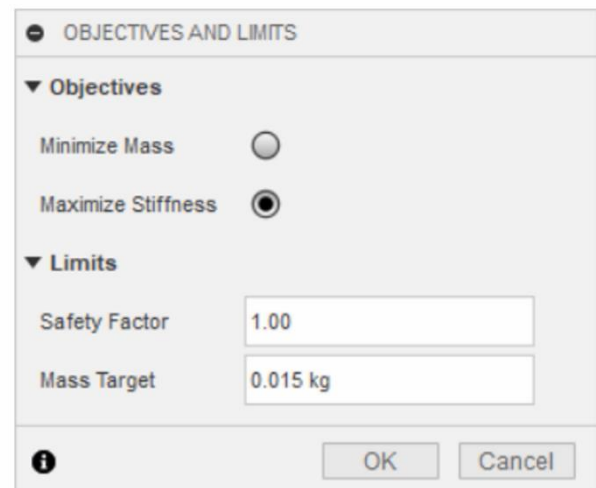 OBJECTIVES AND LIMITS
Objectives
Minimize Mass
Maximize Stiffness
Limits
Safety Factor 1.00
Mass Target 0.015 kg
OK Cancel